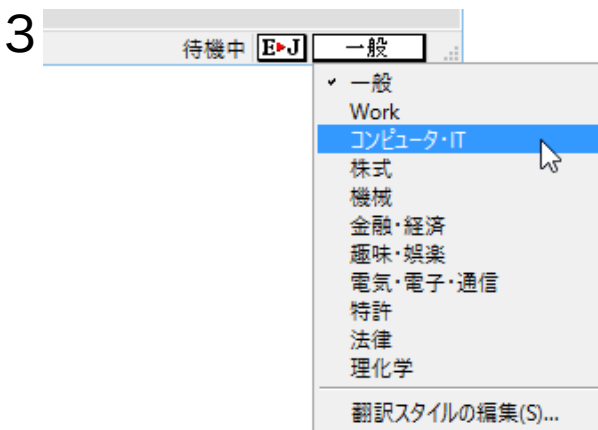 3
待機中 E▸J 一般
✓ 一般
Work
コンピュータ・IT
株式
機械
金融・経済
趣味・娯楽
電気・電子・通信
特許
法律
理化学
翻訳スタイルの編集(S)...